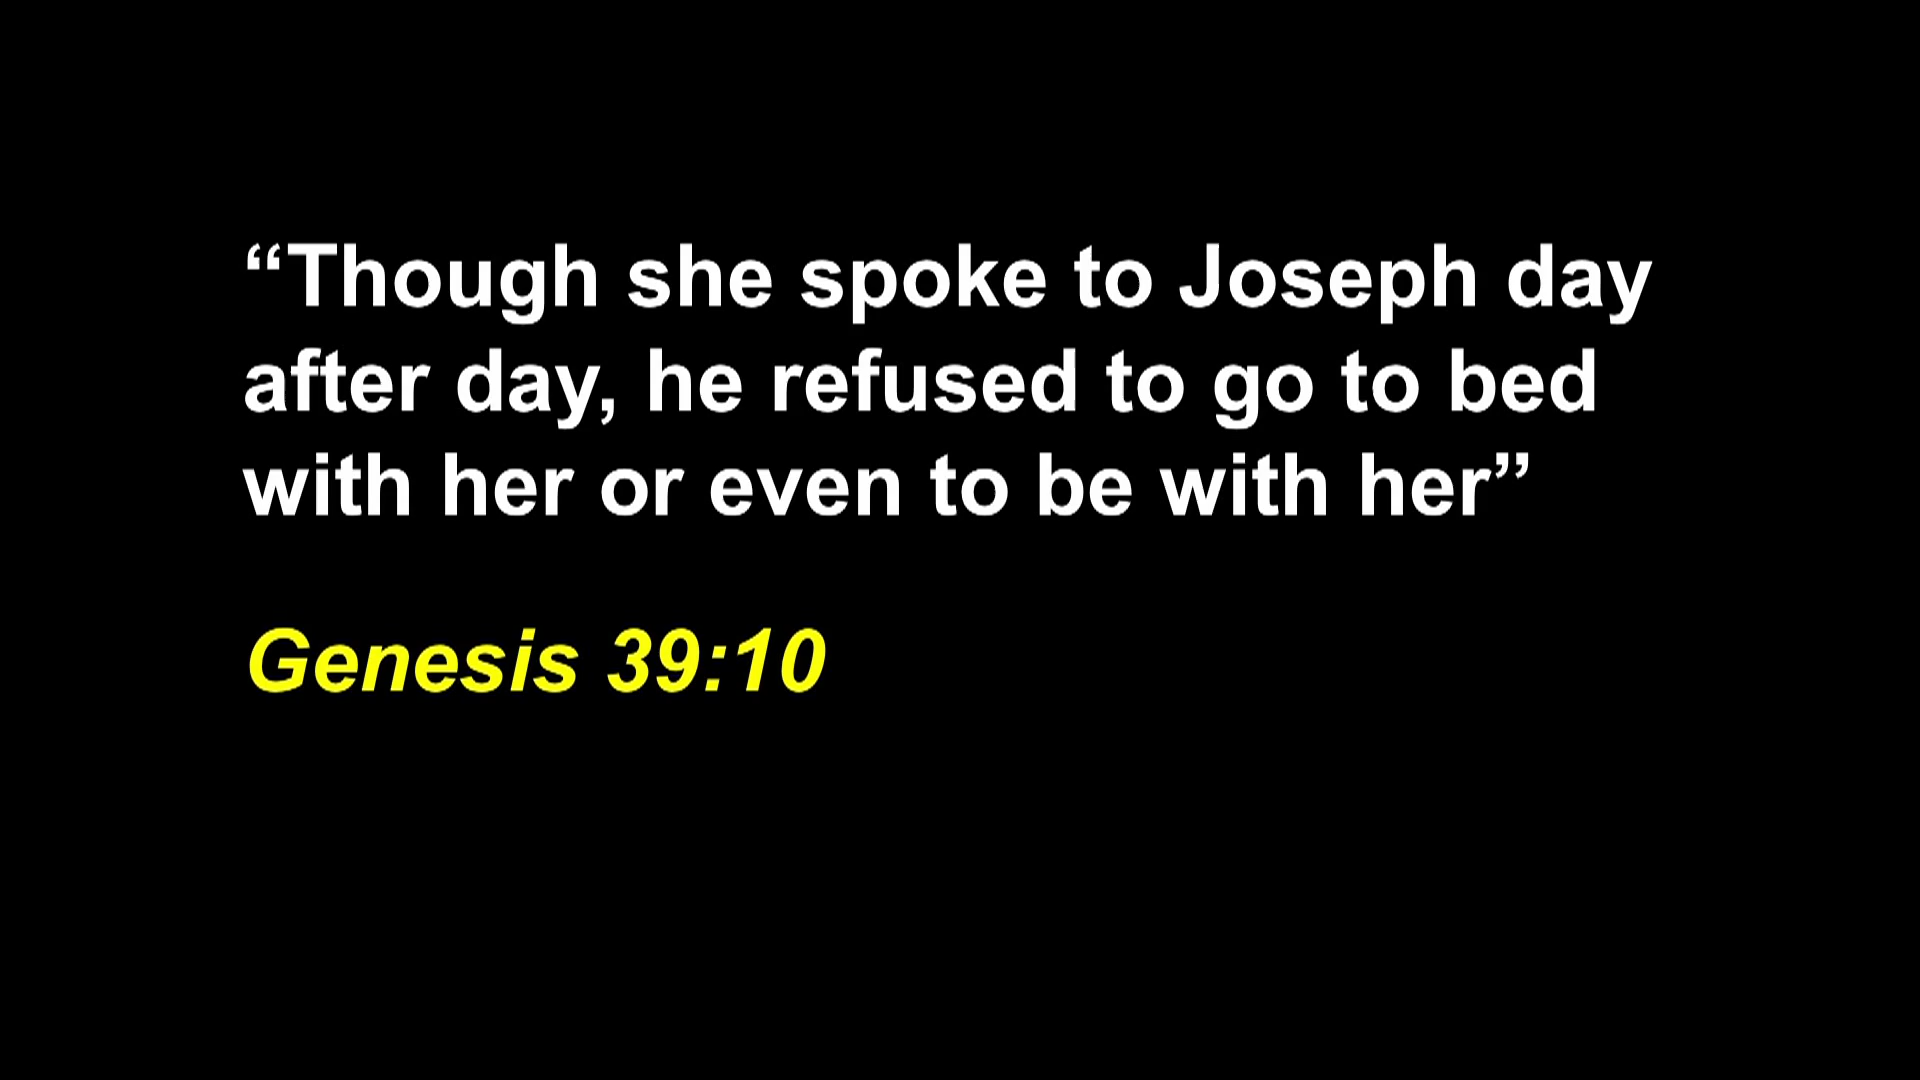 “Though she spoke to Joseph day
after day, he refused to go to bed
with her or even to be with her”
Genesis 39:10